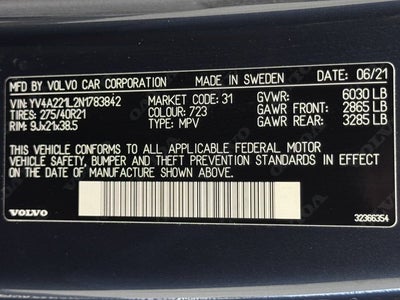 MFD BY VOLVO CAR CORPORATION MADE IN SWEDEN DATE: 06/21
VIN: YV4A221L2N1783842 MARKET CODE: 31 GVWR: 6030 LB
TIRES: 275/40R21 COLOUR: 723 GAWR FRONT: 2865 LB
RIM: 9Jx21x38.5 TYPE: MPV GAWR REAR: 3285 LB
THIS VEHICLE CONFORMS TO ALL APPLICABLE FEDERAL MOTOR
VEHICLE SAFETY, BUMPER AND THEFT PREVENTION STANDARDS IN EFFECT
ON THE DATE OF MANUFACTURE SHOWN ABOVE.
VOLVO 32366354